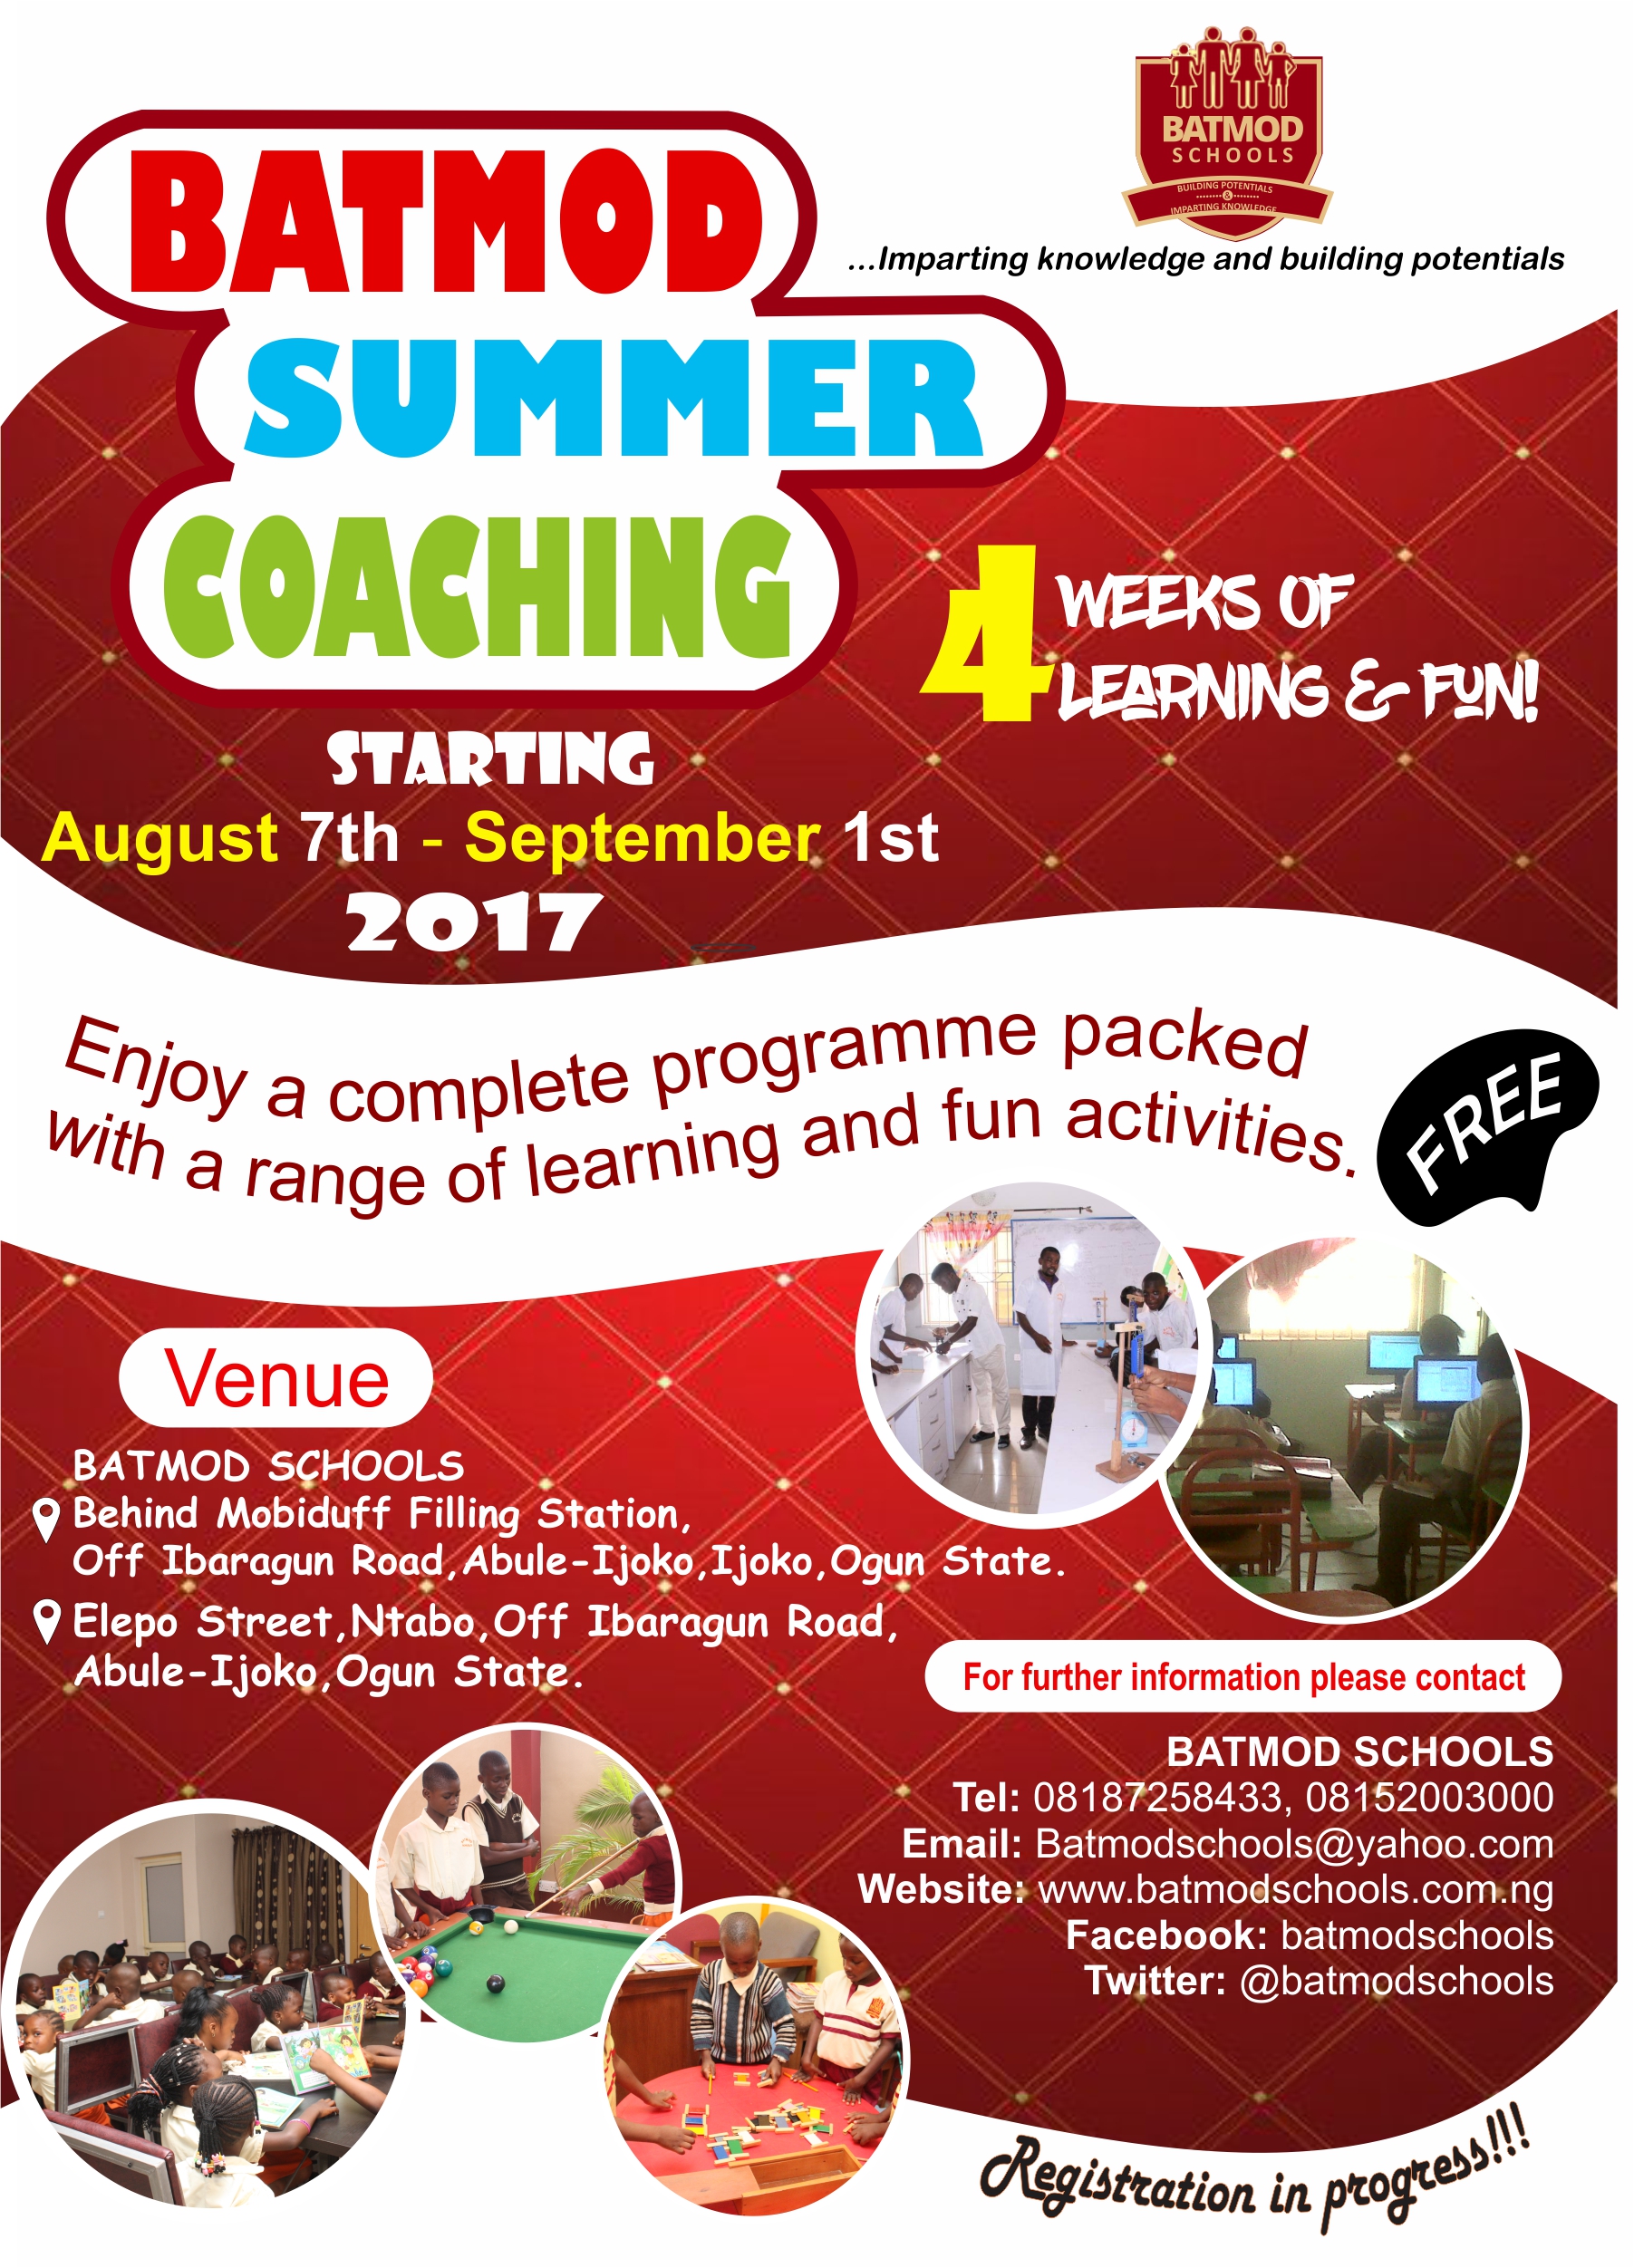 BATMOD
SCHOOLS
BUILDING POTENTIALS
&
IMPARTING KNOWLEDGE
...Imparting knowledge and building potentials
BATMOD
SUMMER
COACHING
4 WEEKS OF
LEARNING & FUN!
STARTING
August 7th - September 1st
2017
Enjoy a complete programme packed
with a range of learning and fun activities.
FREE
Venue
BATMOD SCHOOLS
Behind Mobiduff Filling Station,
Off Ibaragun Road,Abule-Ijoko,Ijoko,Ogun State.
Elepo Street,Ntabo,Off Ibaragun Road,
Abule-Ijoko,Ogun State.
For further information please contact
BATMOD SCHOOLS
Tel: 08187258433, 08152003000
Email: Batmodschools@yahoo.com
Website: www.batmodschools.com.ng
Facebook: batmodschools
Twitter: @batmodschools
Registration in progress!!!